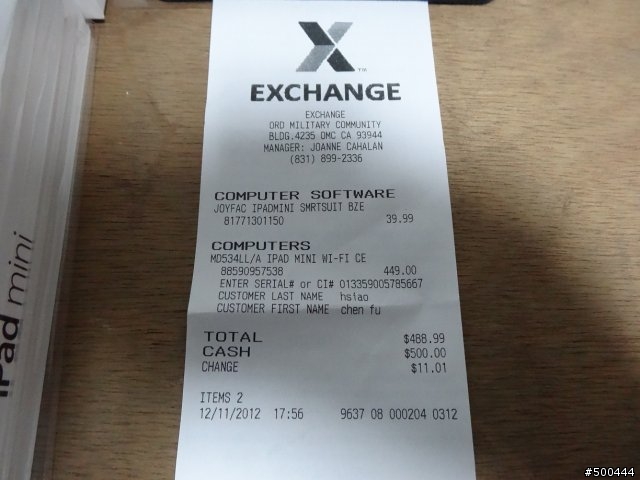 X™
EXCHANGE
EXCHANGE
ORD MILITARY COMMUNITY
BLDG.4235 OMC CA 93944
MANAGER: JOANNE CAHALAN
(831) 899-2336
COMPUTER SOFTWARE
JOYFAC IPADMINI SMRTSUIT BZE
81771301150 39.99
COMPUTERS
MD534LL/A IPAD MINI WI-FI CE
88590957538 449.00
ENTER SERIAL# or CI# 013359005785667
CUSTOMER LAST NAME hsiao
CUSTOMER FIRST NAME chen fu
TOTAL $488.99
CASH $500.00
CHANGE $11.01
ITEMS 2
12/11/2012 17:56 9637 08 000204 0312
iPad mini
#500444